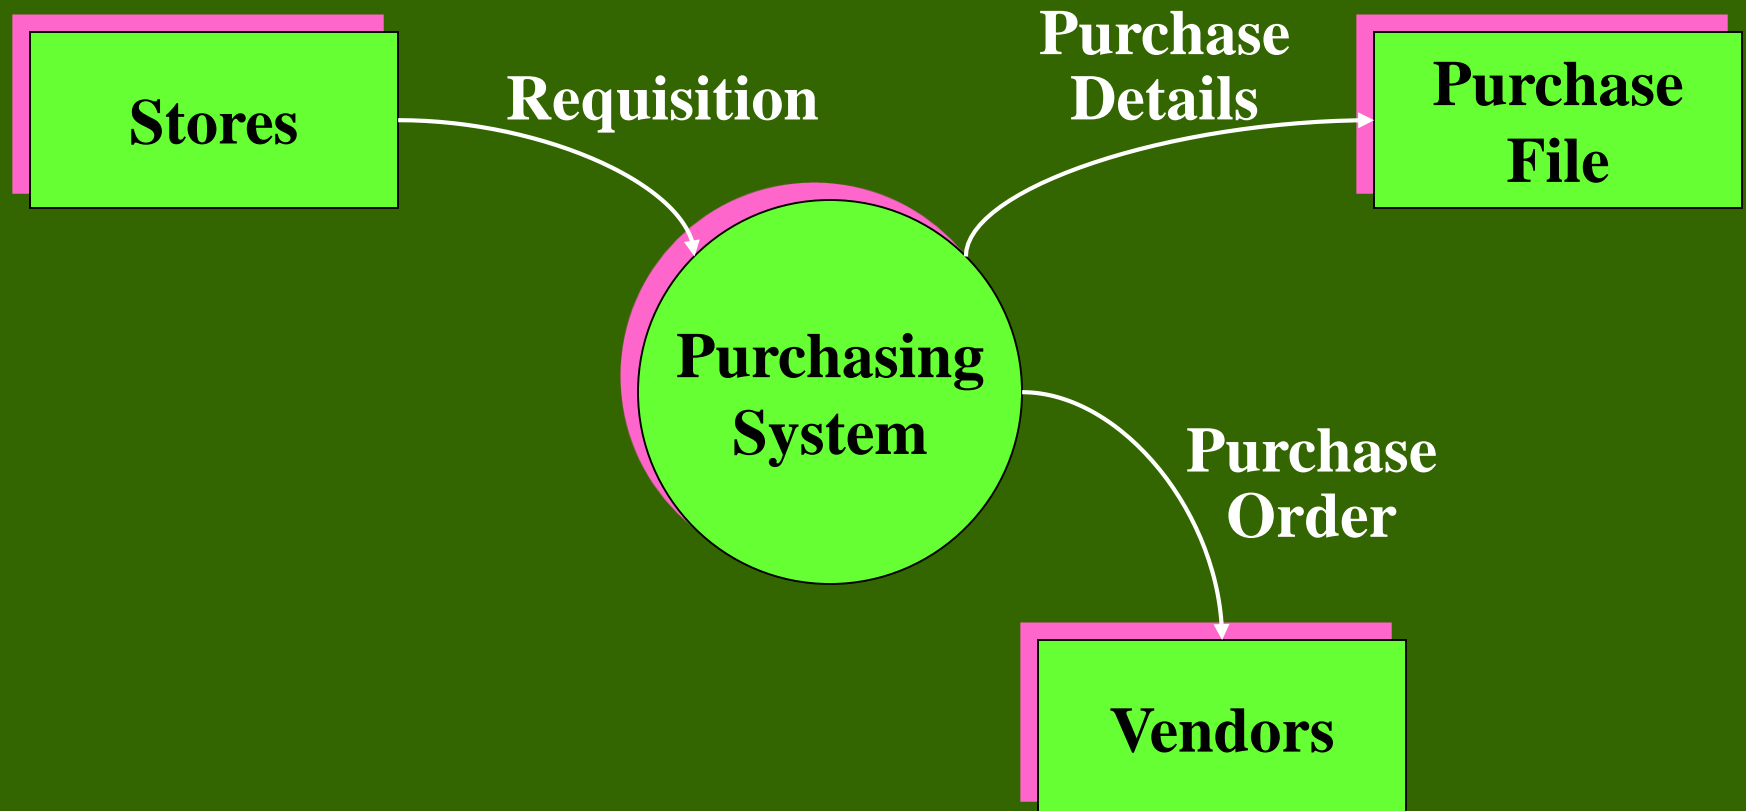 Stores
Requisition
Purchase
Details
Purchase
File
Purchasing
System
Purchase
Order
Vendors